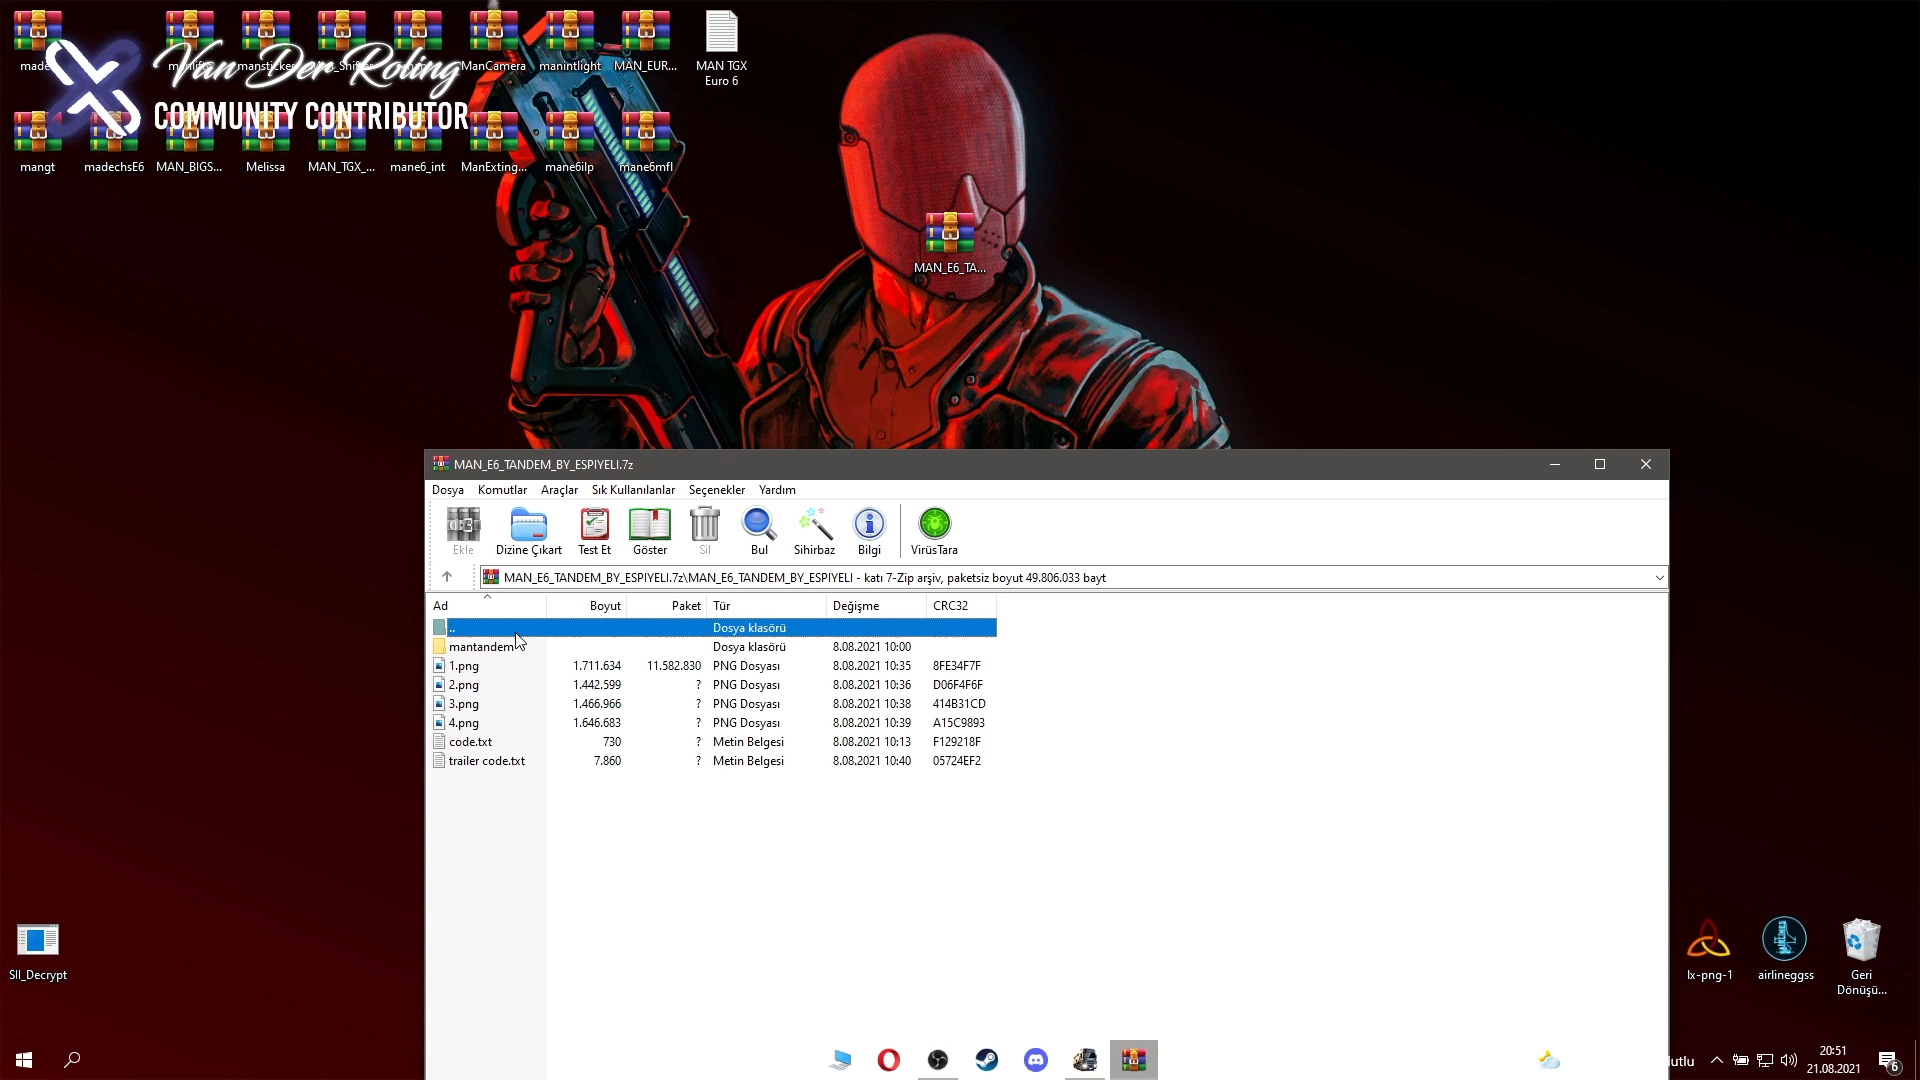 ManCamera
manintlight
MAN_EUR...
MAN TGX
Euro 6
Van Der Roling
COMMUNITY CONTRIBUTOR
mangt
madechsE6
MAN_BIGS...
Melissa
MAN_TGX_...
mane6_int
ManExting...
mane6ilp
mane6mfl
MAN_E6_TA...
MAN_E6_TANDEM_BY_ESPIYELI.7z
Dosya Komutlar Araçlar Sık Kullanılanlar Seçenekler Yardım
Ekle Dizine Çıkart Test Et Göster Sil Bul Sihirbaz Bilgi VirüsTara
MAN_E6_TANDEM_BY_ESPIYELI.7z\MAN_E6_TANDEM_BY_ESPIYELI - katı 7-Zip arşiv, paketsiz boyut 49.806.033 bayt
Ad Boyut Paket Tür Değişme CRC32
.. Dosya klasörü
mantandem Dosya klasörü 8.08.2021 10:00
1.png 1.711.634 11.582.830 PNG Dosyası 8.08.2021 10:35 8FE34F7F
2.png 1.442.599 ? PNG Dosyası 8.08.2021 10:36 D06F4F6F
3.png 1.466.966 ? PNG Dosyası 8.08.2021 10:38 414B31CD
4.png 1.646.683 ? PNG Dosyası 8.08.2021 10:39 A15C9893
code.txt 730 ? Metin Belgesi 8.08.2021 10:13 F129218F
trailer code.txt 7.860 ? Metin Belgesi 8.08.2021 10:40 05724EF2
SII_Decrypt
lx-png-1
airlineggss
Geri
Dönüşü...
20:51
21.08.2021
6